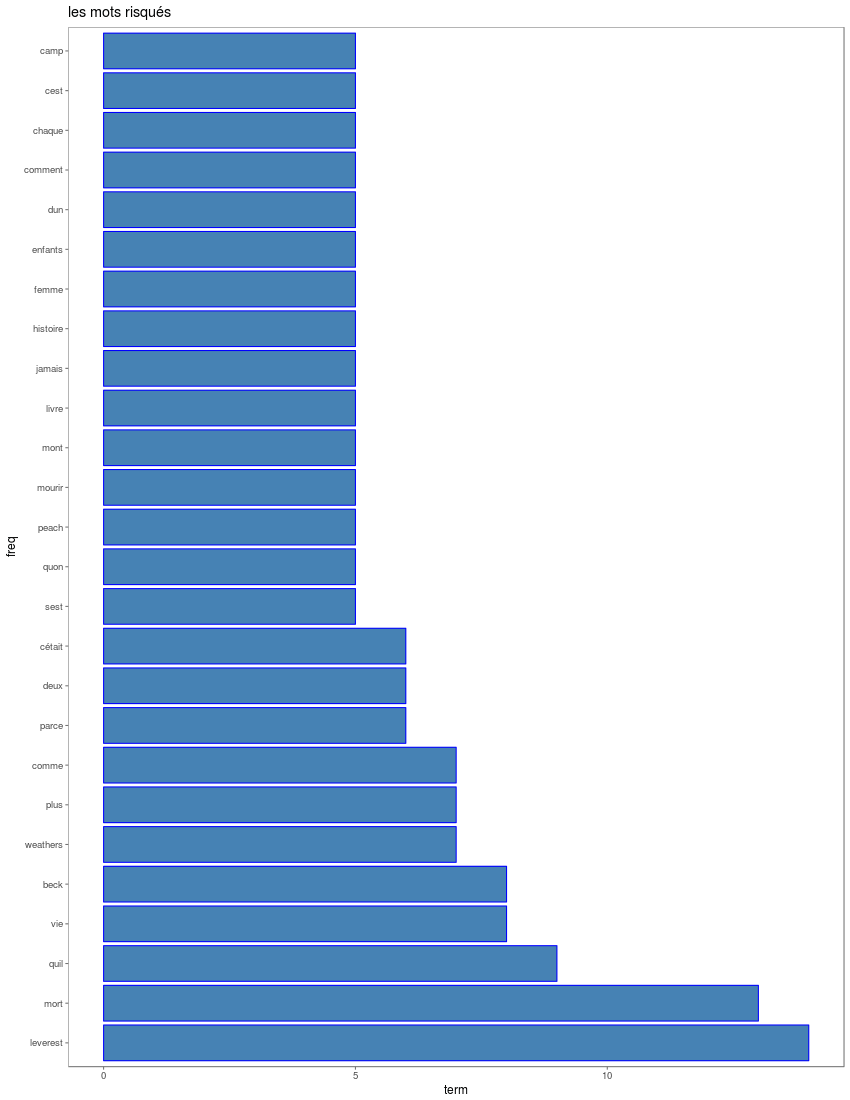 les mots risqués
camp
cest
chaque
comment
dun
enfants
femme
histoire
jamais
livre
mont
mourir
peach
quon
sest
cétait
deux
parce
comme
plus
weathers
beck
vie
quil
mort
leverest
freq
0 5 10
term